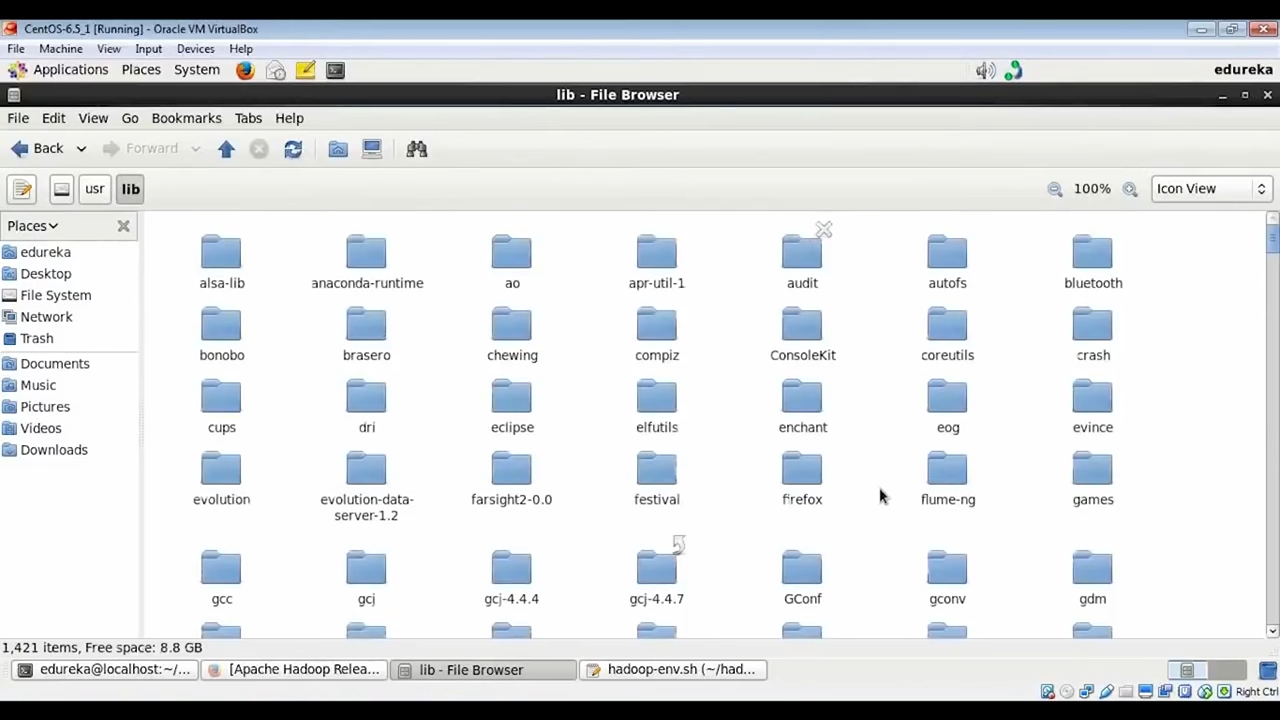 CentOS-6.5_1 [Running] - Oracle VM VirtualBox
File Machine View Input Devices Help
Applications Places System edureka
lib - File Browser
File Edit View Go Bookmarks Tabs Help
Back Forward
usr lib 100% Icon View
Places
edureka
Desktop
File System
Network
Trash
Documents
Music
Pictures
Videos
Downloads
alsa-lib anaconda-runtime ao apr-util-1 audit autofs bluetooth
bonobo brasero chewing compiz ConsoleKit coreutils crash
cups dri eclipse elfutils enchant eog evince
evolution evolution-data-server-1.2 farsight2-0.0 festival firefox flume-ng games
gcc gcj gcj-4.4.4 gcj-4.4.7 GConf gconv gdm
1,421 items, Free space: 8.8 GB
edureka@localhost:~/... [Apache Hadoop Relea... lib - File Browser hadoop-env.sh (~/had...
Right Ctrl